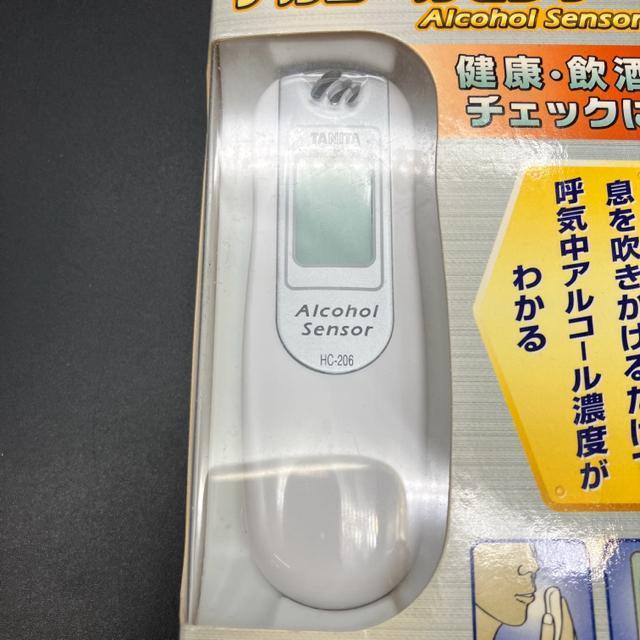 Alcohol Sensor
健康・飲酒
チェックに
TANITA
Alcohol
Sensor
HC-206
息を吹きかけるだけで
呼気中アルコール濃度が
わかる